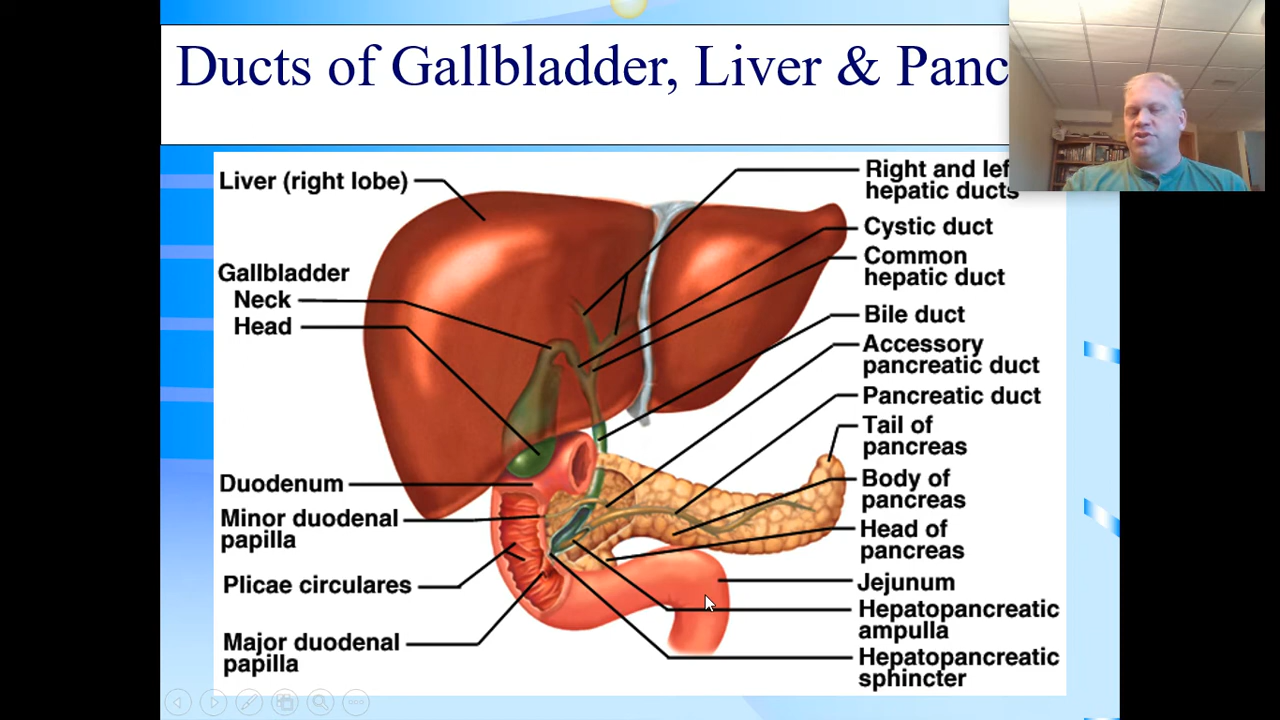 Ducts of Gallbladder, Liver & Panc
Liver (right lobe)
Gallbladder
Neck
Head
Duodenum
Minor duodenal
papilla
Plicae circulares
Major duodenal
papilla
Right and lef
hepatic ducts
Cystic duct
Common
hepatic duct
Bile duct
Accessory
pancreatic duct
Pancreatic duct
Tail of
pancreas
Body of
pancreas
Head of
pancreas
Jejunum
Hepatopancreatic
ampulla
Hepatopancreatic
sphincter